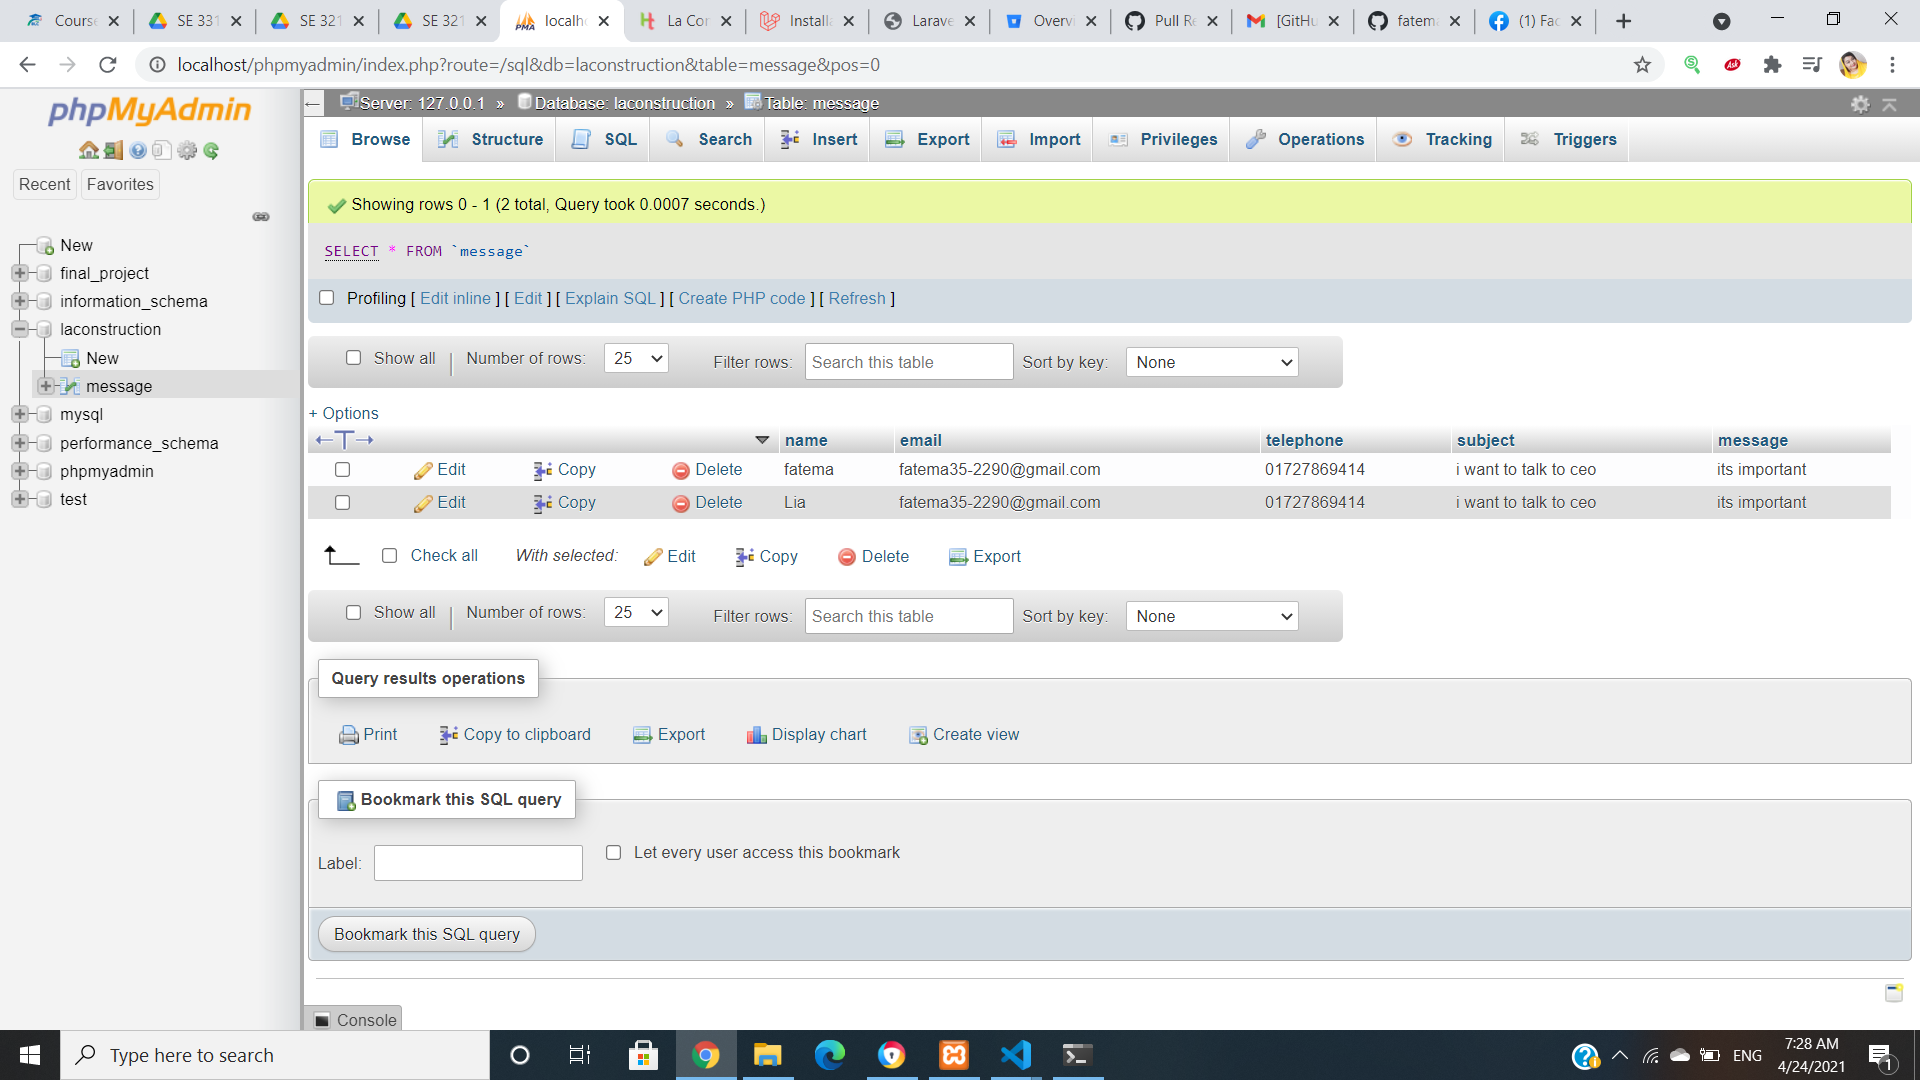 Course
SE 331
SE 321
SE 321
localho
La Con
Installa
Larave
Overvi
Pull Re
[GitHu
fatema
(1) Fac
localhost/phpmyadmin/index.php?route=/sql&db=laconstruction&table=message&pos=0
phpMyAdmin
Recent Favorites
New
final_project
information_schema
laconstruction
New
message
mysql
performance_schema
phpmyadmin
test
Server: 127.0.0.1 » Database: laconstruction » Table: message
Browse Structure SQL Search Insert Export Import Privileges Operations Tracking Triggers
Showing rows 0 - 1 (2 total, Query took 0.0007 seconds.)
SELECT * FROM `message`
Profiling [ Edit inline ] [ Edit ] [ Explain SQL ] [ Create PHP code ] [ Refresh ]
Show all | Number of rows: 25 Filter rows: Search this table Sort by key: None
+ Options
←T→ name email telephone subject message
Edit Copy Delete fatema fatema35-2290@gmail.com 01727869414 i want to talk to ceo its important
Edit Copy Delete Lia fatema35-2290@gmail.com 01727869414 i want to talk to ceo its important
Check all With selected: Edit Copy Delete Export
Show all | Number of rows: 25 Filter rows: Search this table Sort by key: None
Query results operations
Print Copy to clipboard Export Display chart Create view
Bookmark this SQL query
Label: Let every user access this bookmark
Bookmark this SQL query
Console
Type here to search
ENG
7:28 AM
4/24/2021
1